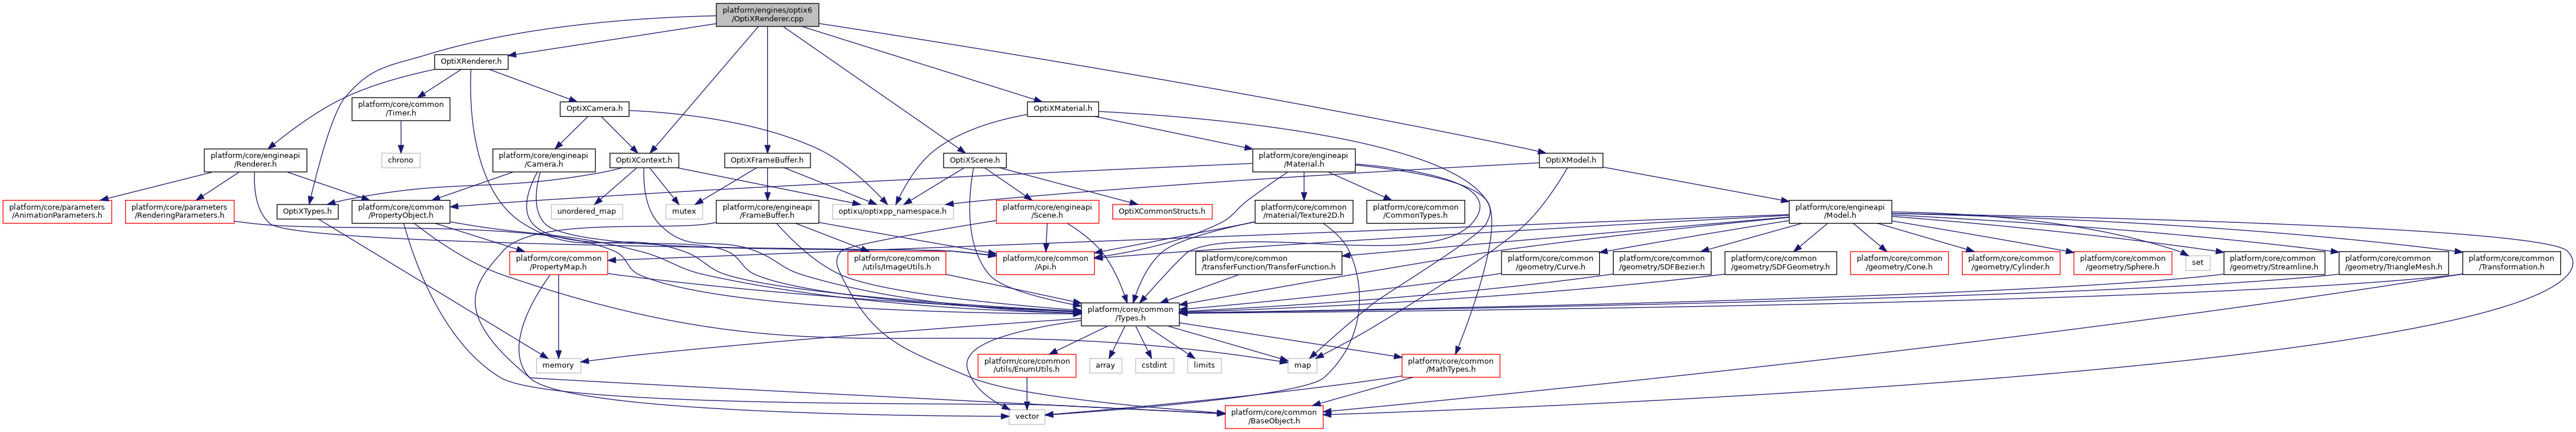 platform/engines/optix6
/OptiXRenderer.cpp
OptiXRenderer.h
platform/core/common
/Timer.h
OptiXCamera.h
OptiXMaterial.h
chrono
platform/core/engineapi
/Renderer.h
platform/core/engineapi
/Camera.h
OptiXContext.h
OptiXFrameBuffer.h
OptiXScene.h
platform/core/engineapi
/Material.h
OptiXModel.h
platform/core/parameters
/AnimationParameters.h
platform/core/parameters
/RenderingParameters.h
OptiXTypes.h
platform/core/common
/PropertyObject.h
unordered_map
mutex
platform/core/engineapi
/FrameBuffer.h
optixu/optixpp_namespace.h
platform/core/engineapi
/Scene.h
OptiXCommonStructs.h
platform/core/common
/material/Texture2D.h
platform/core/common
/CommonTypes.h
platform/core/engineapi
/Model.h
platform/core/common
/PropertyMap.h
platform/core/common
/utils/ImageUtils.h
platform/core/common
/Api.h
platform/core/common
/transferFunction/TransferFunction.h
platform/core/common
/geometry/Curve.h
platform/core/common
/geometry/SDFBezier.h
platform/core/common
/geometry/SDFGeometry.h
platform/core/common
/geometry/Cone.h
platform/core/common
/geometry/Cylinder.h
platform/core/common
/geometry/Sphere.h
set
platform/core/common
/geometry/Streamline.h
platform/core/common
/geometry/TriangleMesh.h
platform/core/common
/Transformation.h
platform/core/common
/Types.h
memory
platform/core/common
/utils/EnumUtils.h
array
cstdint
limits
map
platform/core/common
/MathTypes.h
vector
platform/core/common
/BaseObject.h